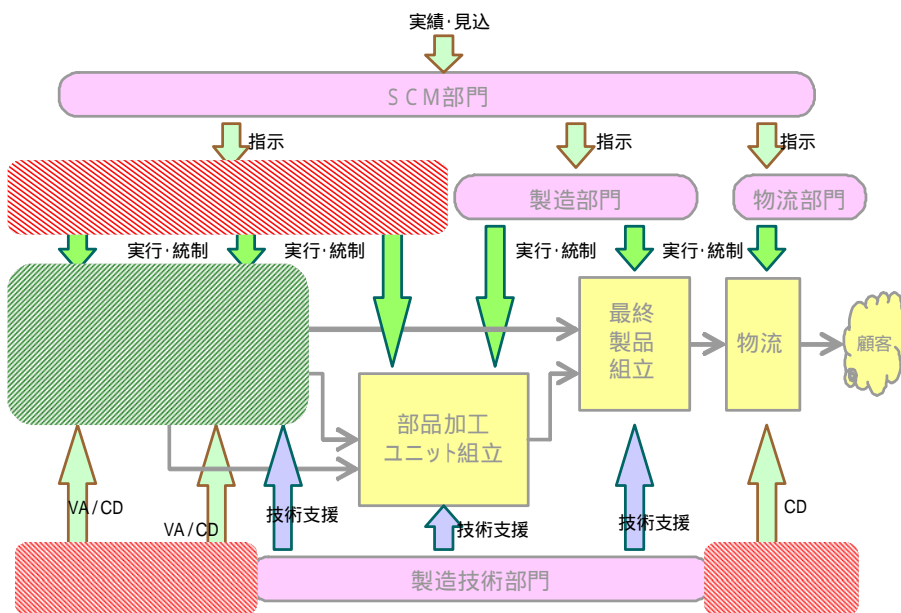 実績・見込
SCM部門
指示
指示
指示
製造部門
物流部門
実行・統制
実行・統制
実行・統制
実行・統制
最終
製品
組立
物流
顧客
部品加工
ユニット組立
VA/CD
VA/CD
技術支援
技術支援
技術支援
CD
製造技術部門